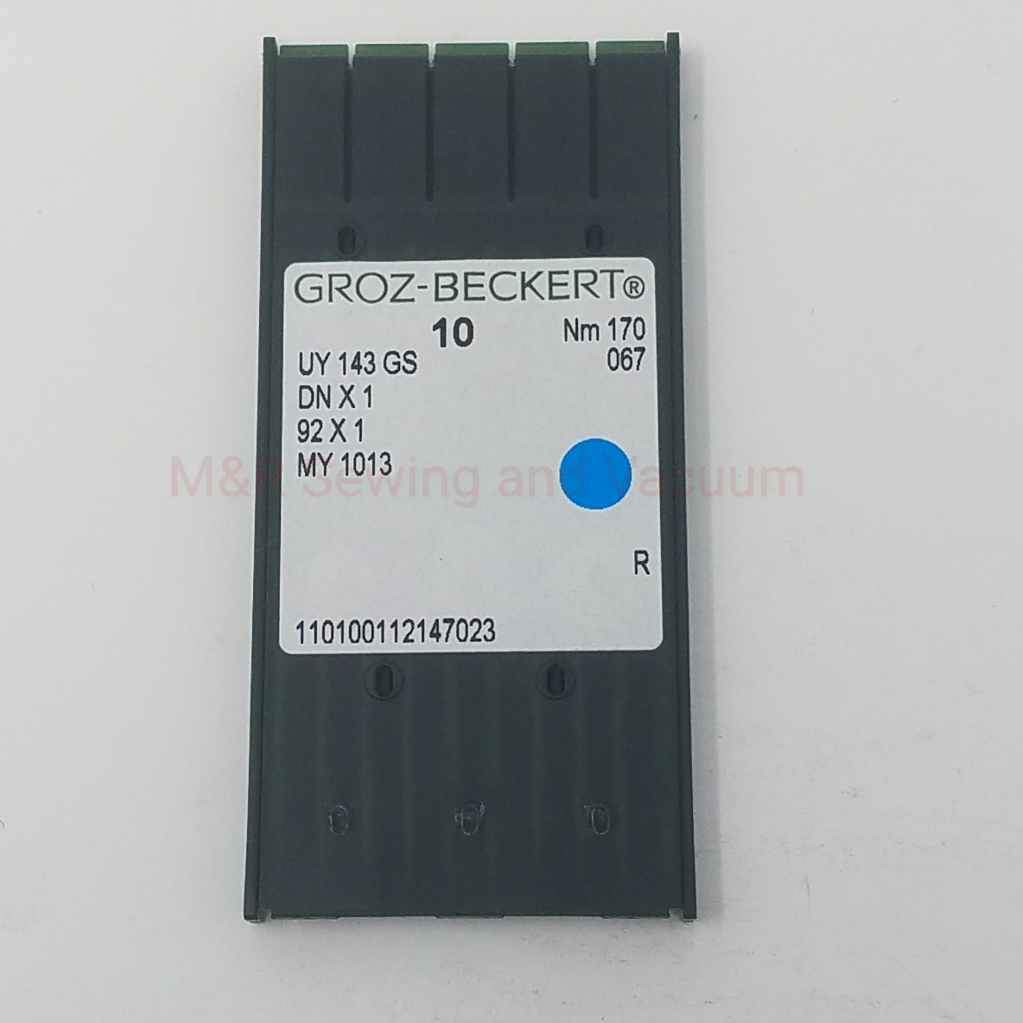 GROZ-BECKERT®
10
Nm 170
067
UY 143 GS
DN X 1
92 X 1
MY 1013
M&R Sewing and Vacuum
R
110100112147023